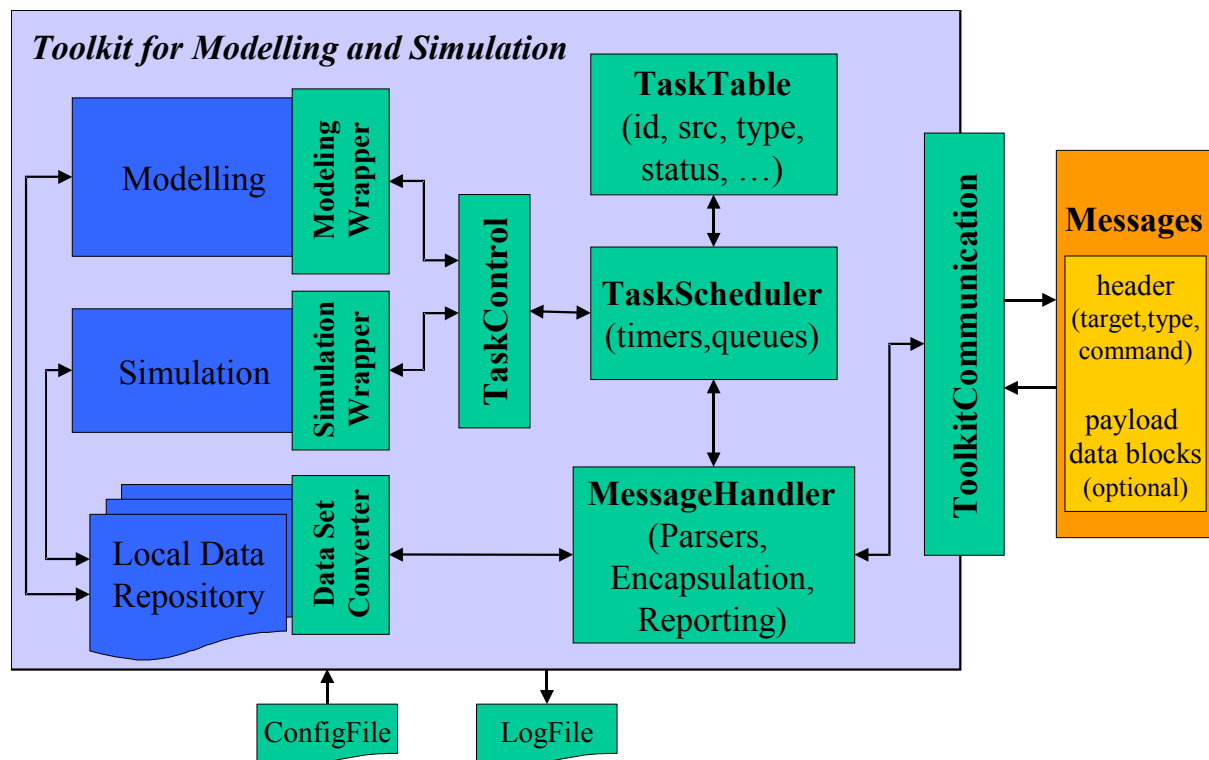 Toolkit for Modelling and Simulation
Modelling
Modeling
Wrapper
Simulation
Simulation
Wrapper
Local Data
Repository
Data Set
Converter
TaskControl
TaskTable
(id, src, type,
status, …)
TaskScheduler
(timers,queues)
MessageHandler
(Parsers,
Encapsulation,
Reporting)
ToolkitCommunication
Messages
header
(target,type,
command)
payload
data blocks
(optional)
ConfigFile
LogFile